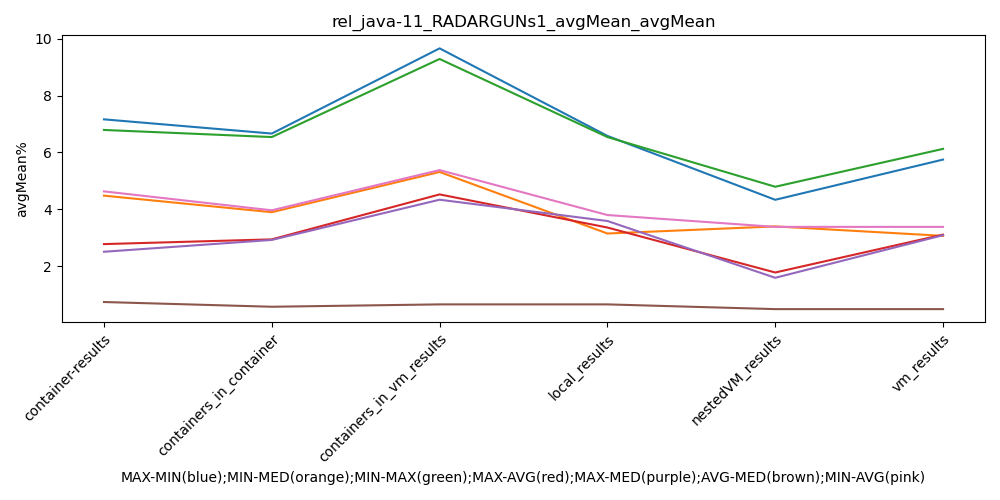 rel_java-11_RADARGUNs1_avgMean_avgMean
10
8
6
4
2
avgMean%
container-results
containers_in_container
containers_in_vm_results
local_results
nestedVM_results
vm_results
MAX-MIN(blue);MIN-MED(orange);MIN-MAX(green);MAX-AVG(red);MAX-MED(purple);AVG-MED(brown);MIN-AVG(pink)